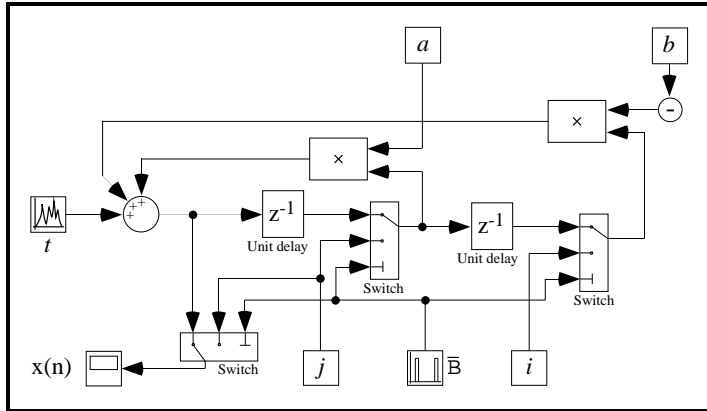 a
b
-
×
×
+
+
+
t
z-1
Unit delay
Switch
z-1
Unit delay
Switch
x(n)
Switch
j
B̅
i